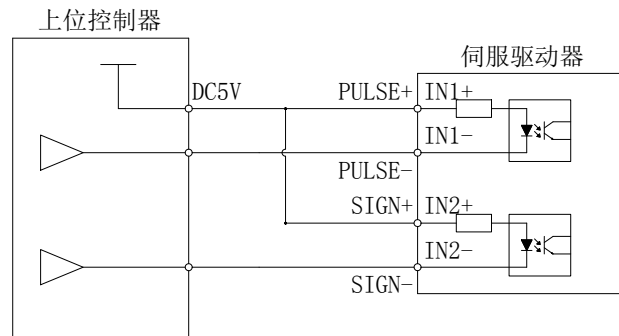 上位控制器
伺服驱动器
DC5V
PULSE+
IN1+
IN1-
PULSE-
SIGN+
IN2+
IN2-
SIGN-